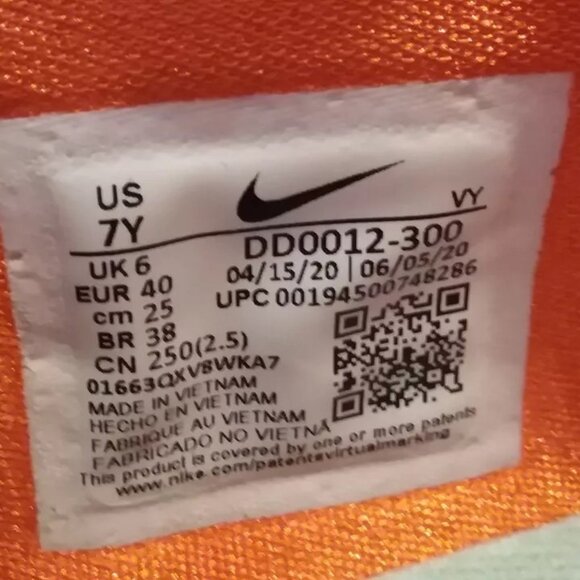 US
7Y
VY
UK 6
EUR 40
cm 25
BR 38
CN 250(2.5)
DD0012-300
04/15/20 | 06/05/20
UPC 00194500748286
01663QXV8WKA7
MADE IN VIETNAM
HECHO EN VIETNAM
FABRIQUE AU VIETNAM
FABRICADO NO VIETNÃ
This product is covered by one or more patents
www.nike.com/patentsvirtualmarking